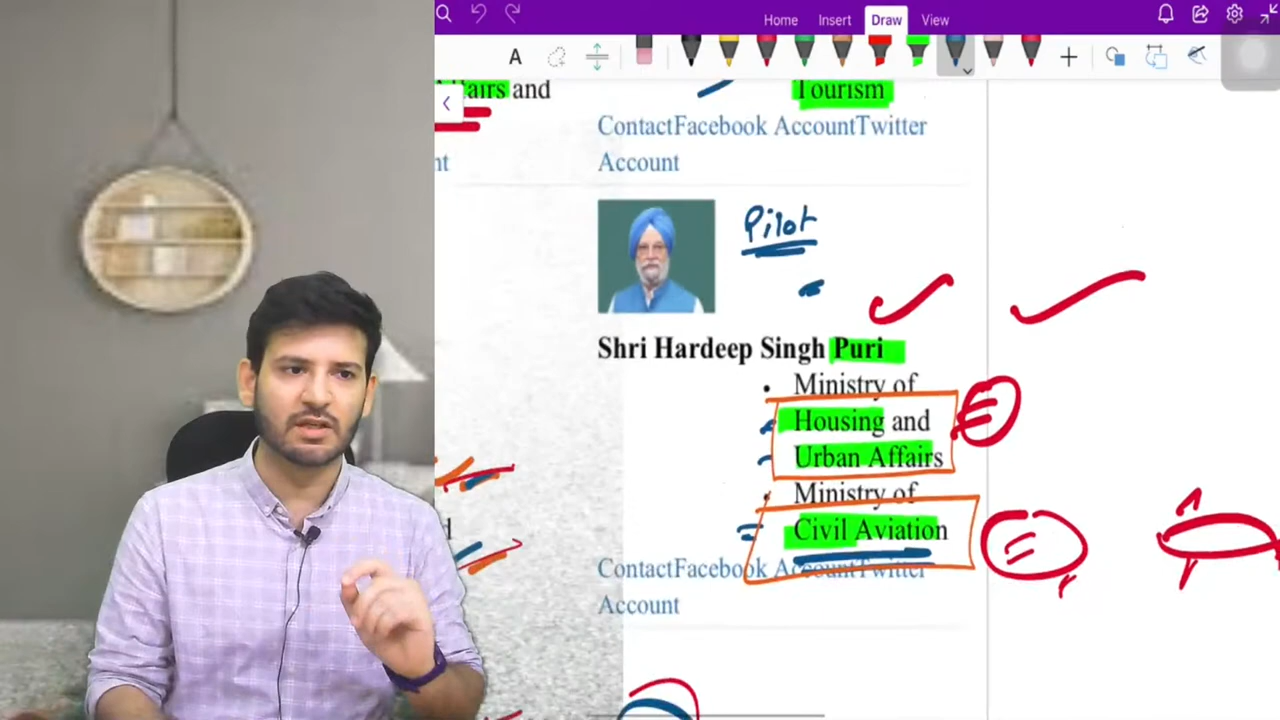 Home Insert Draw View
A
airs and
Tourism
ContactFacebook AccountTwitter
nt
Account
Pilot
Shri Hardeep Singh Puri
• Ministry of
Housing and
Urban Affairs
• Ministry of
Civil Aviation
ContactFacebook AccountTwitter
Account